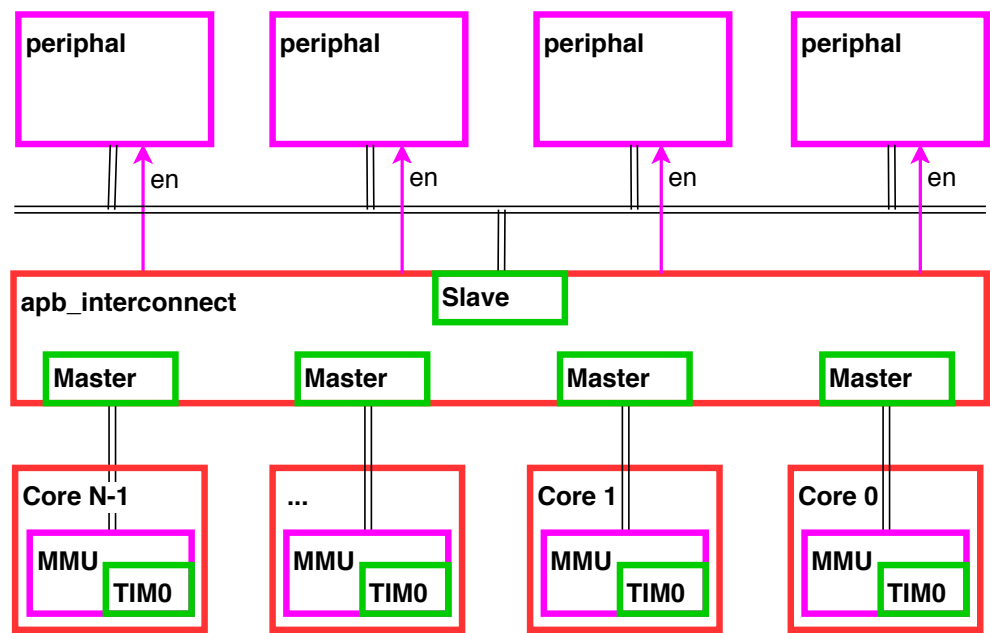 periphal periphal periphal periphal
en en en en
apb_interconnect Slave
Master Master Master Master
Core N-1 ... Core 1 Core 0
MMU MMU MMU MMU
TIM0 TIM0 TIM0 TIM0